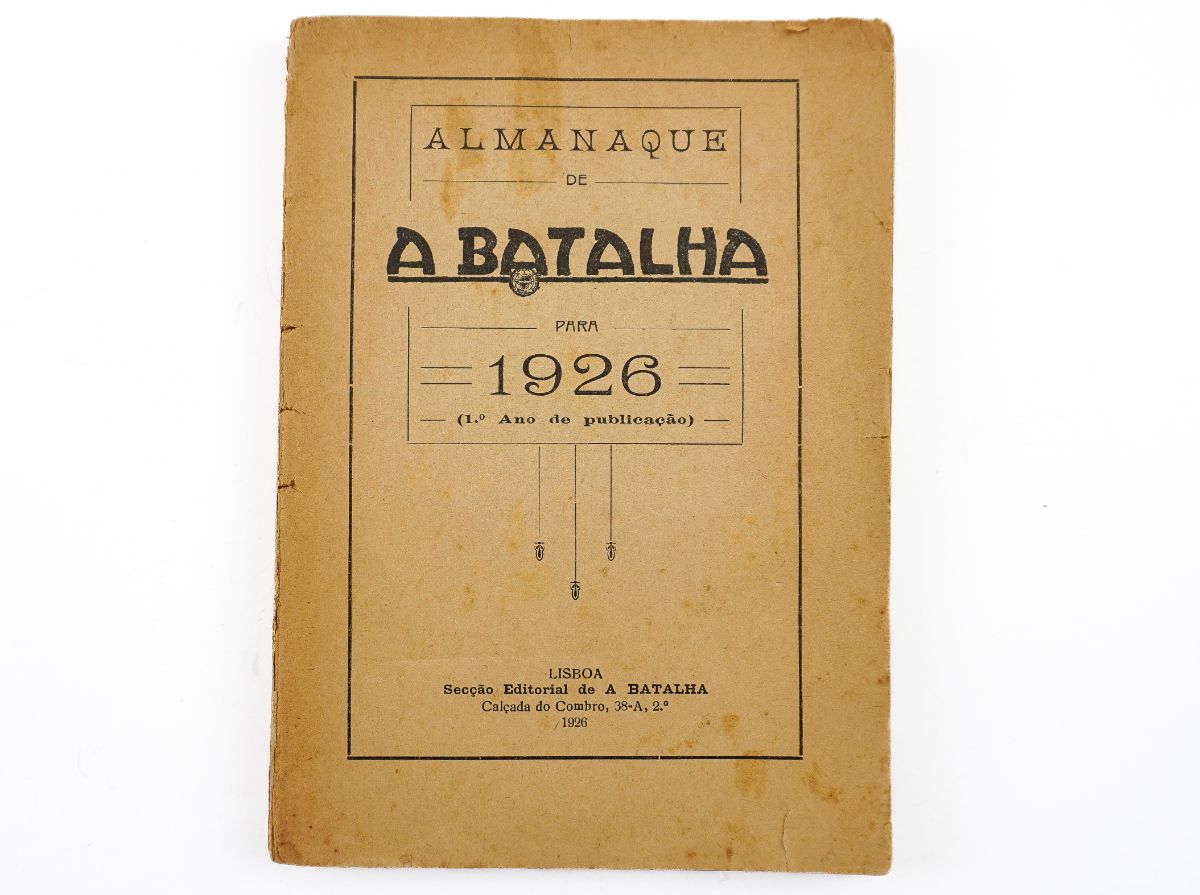 ALMANAQUE
DE
A BATALHA
PARA
1926
(1.º Ano de publicação)
LISBOA
Secção Editorial de A BATALHA
Calçada do Combro, 38-A, 2.º
1926